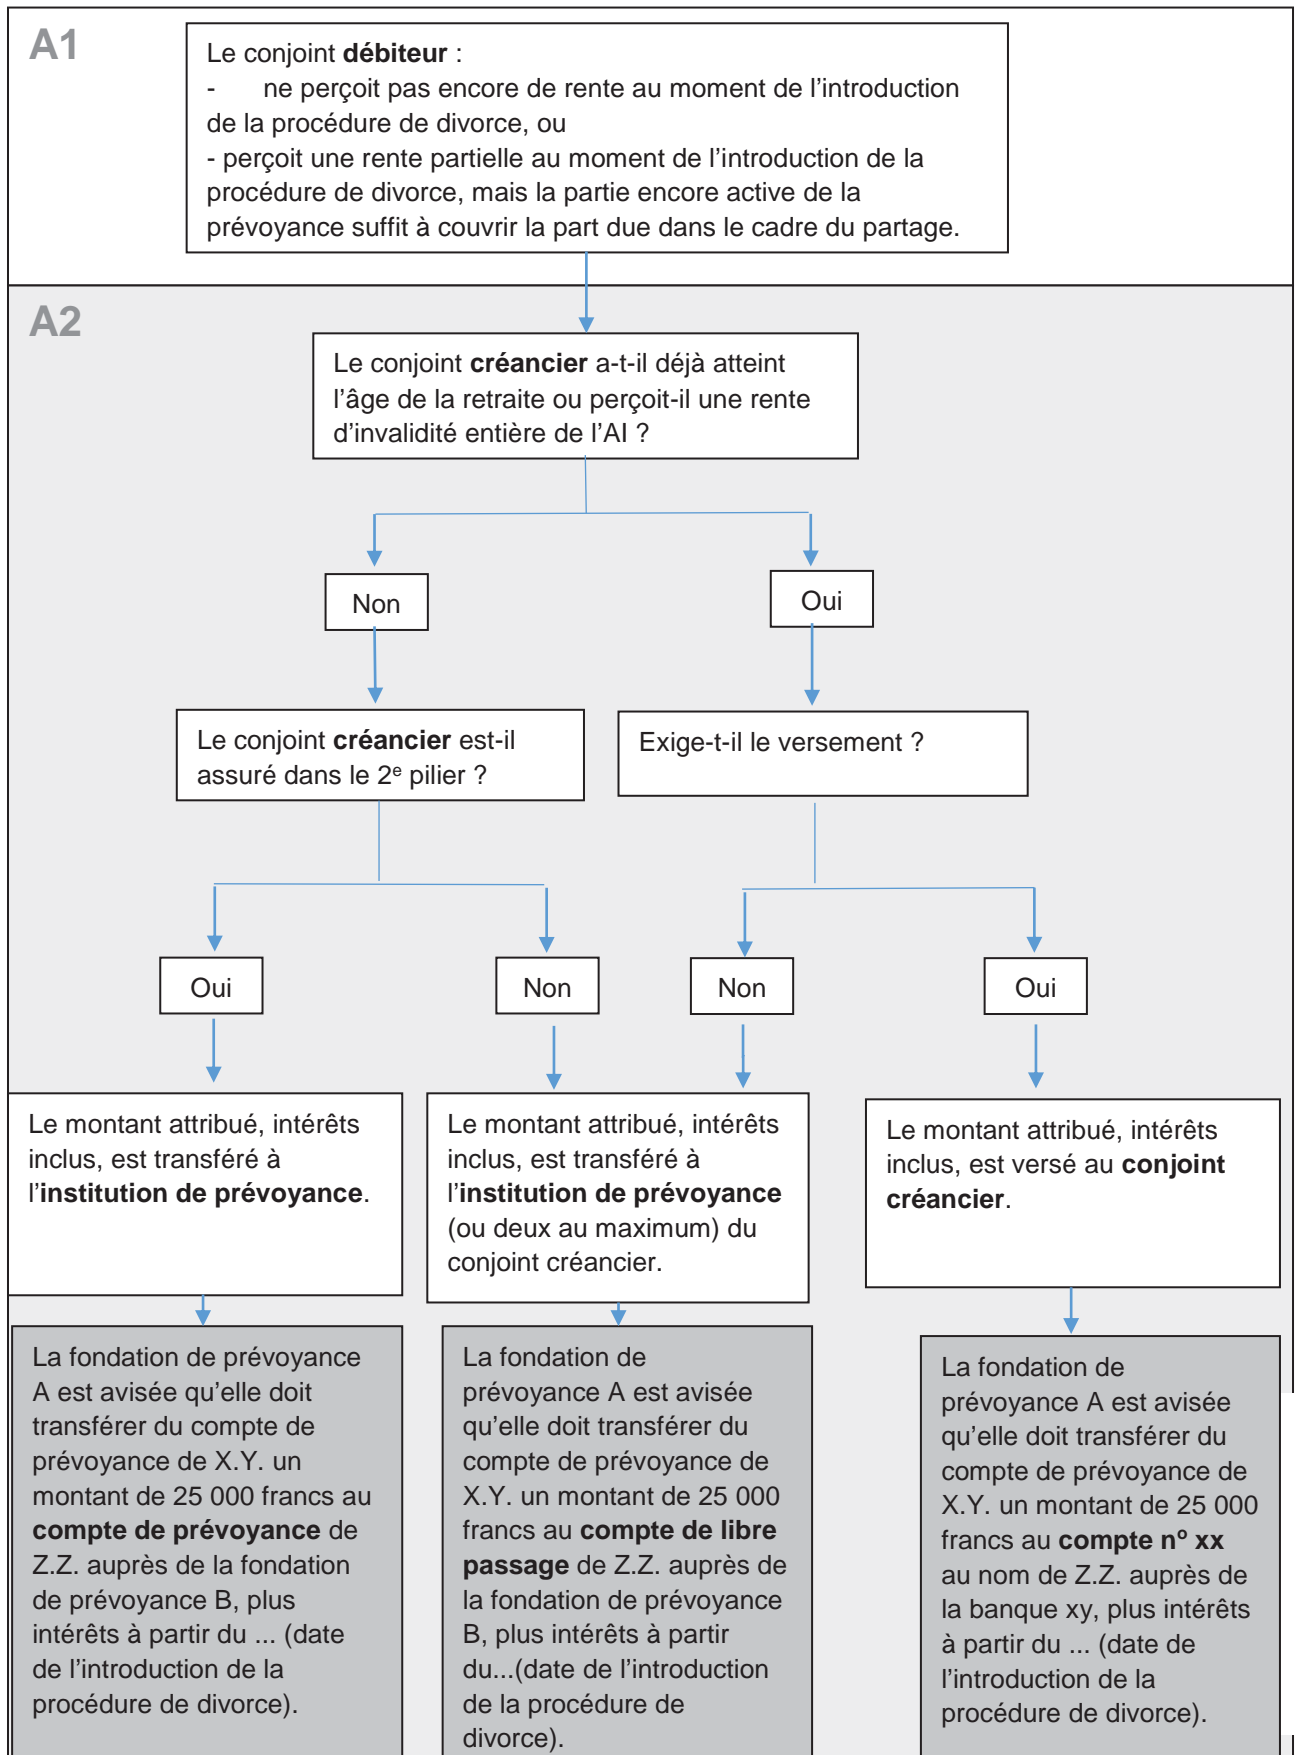 A1
Le conjoint débiteur :
- ne perçoit pas encore de rente au moment de l'introduction
de la procédure de divorce, ou
- perçoit une rente partielle au moment de l'introduction de la
procédure de divorce, mais la partie encore active de la
prévoyance suffit à couvrir la part due dans le cadre du partage.
A2
Le conjoint créancier a-t-il déjà atteint
l'âge de la retraite ou perçoit-il une rente
d'invalidité entière de l'AI ?
Non
Oui
Le conjoint créancier est-il
assuré dans le 2e pilier ?
Exige-t-il le versement ?
Oui
Non
Non
Oui
Le montant attribué, intérêts
inclus, est transféré à
l'institution de prévoyance.
Le montant attribué, intérêts
inclus, est transféré à
l'institution de prévoyance
(ou deux au maximum) du
conjoint créancier.
Le montant attribué, intérêts
inclus, est versé au conjoint
créancier.
La fondation de prévoyance
A est avisée qu'elle doit
transférer du compte de
prévoyance de X.Y. un
montant de 25 000 francs au
compte de prévoyance de
Z.Z. auprès de la fondation
de prévoyance B, plus
intérêts à partir du ... (date
de l'introduction de la
procédure de divorce).
La fondation de
prévoyance A est avisée
qu'elle doit transférer du
compte de prévoyance de
X.Y. un montant de 25 000
francs au compte de libre
passage de Z.Z. auprès de
la fondation de prévoyance
B, plus intérêts à partir
du...(date de l'introduction
de la procédure de
divorce).
La fondation de
prévoyance A est avisée
qu'elle doit transférer du
compte de prévoyance de
X.Y. un montant de 25 000
francs au compte nº xx
au nom de Z.Z. auprès de
la banque xy, plus intérêts
à partir du ... (date de
l'introduction de la
procédure de divorce).